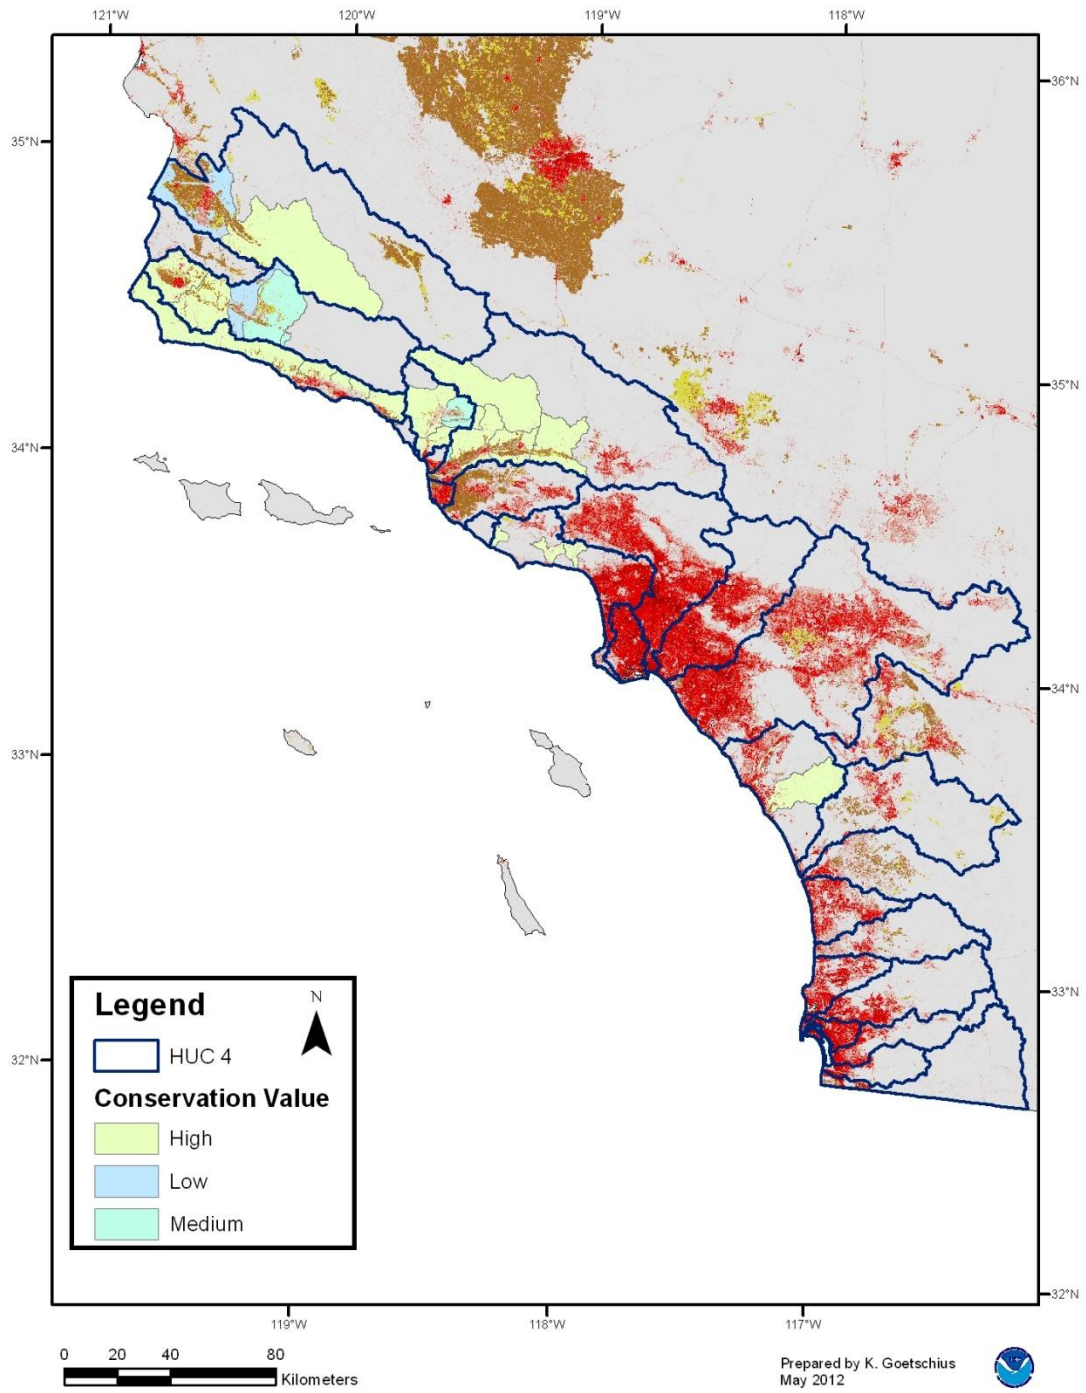 121°W 120°W 119°W 118°W
36°N
35°N
35°N
34°N
34°N
33°N
33°N
32°N
32°N
Legend
N
HUC 4
Conservation Value
High
Low
Medium
119°W 118°W 117°W
0 20 40 80
Kilometers
Prepared by K. Goetschius
May 2012